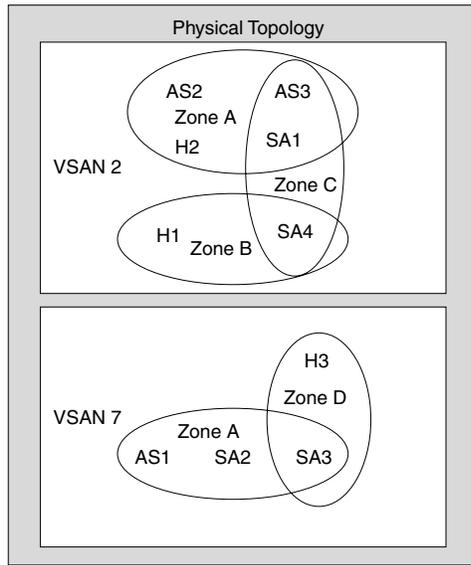 Physical Topology
AS2
AS3
Zone A
SA1
H2
VSAN 2
Zone C
H1
SA4
Zone B
H3
Zone D
VSAN 7
Zone A
AS1
SA2
SA3